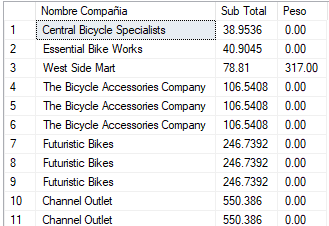 Nombre Compañía Sub Total Peso
1 Central Bicycle Specialists 38.9536 0.00
2 Essential Bike Works 40.9045 0.00
3 West Side Mart 78.81 317.00
4 The Bicycle Accessories Company 106.5408 0.00
5 The Bicycle Accessories Company 106.5408 0.00
6 The Bicycle Accessories Company 106.5408 0.00
7 Futuristic Bikes 246.7392 0.00
8 Futuristic Bikes 246.7392 0.00
9 Futuristic Bikes 246.7392 0.00
10 Channel Outlet 550.386 0.00
11 Channel Outlet 550.386 0.00